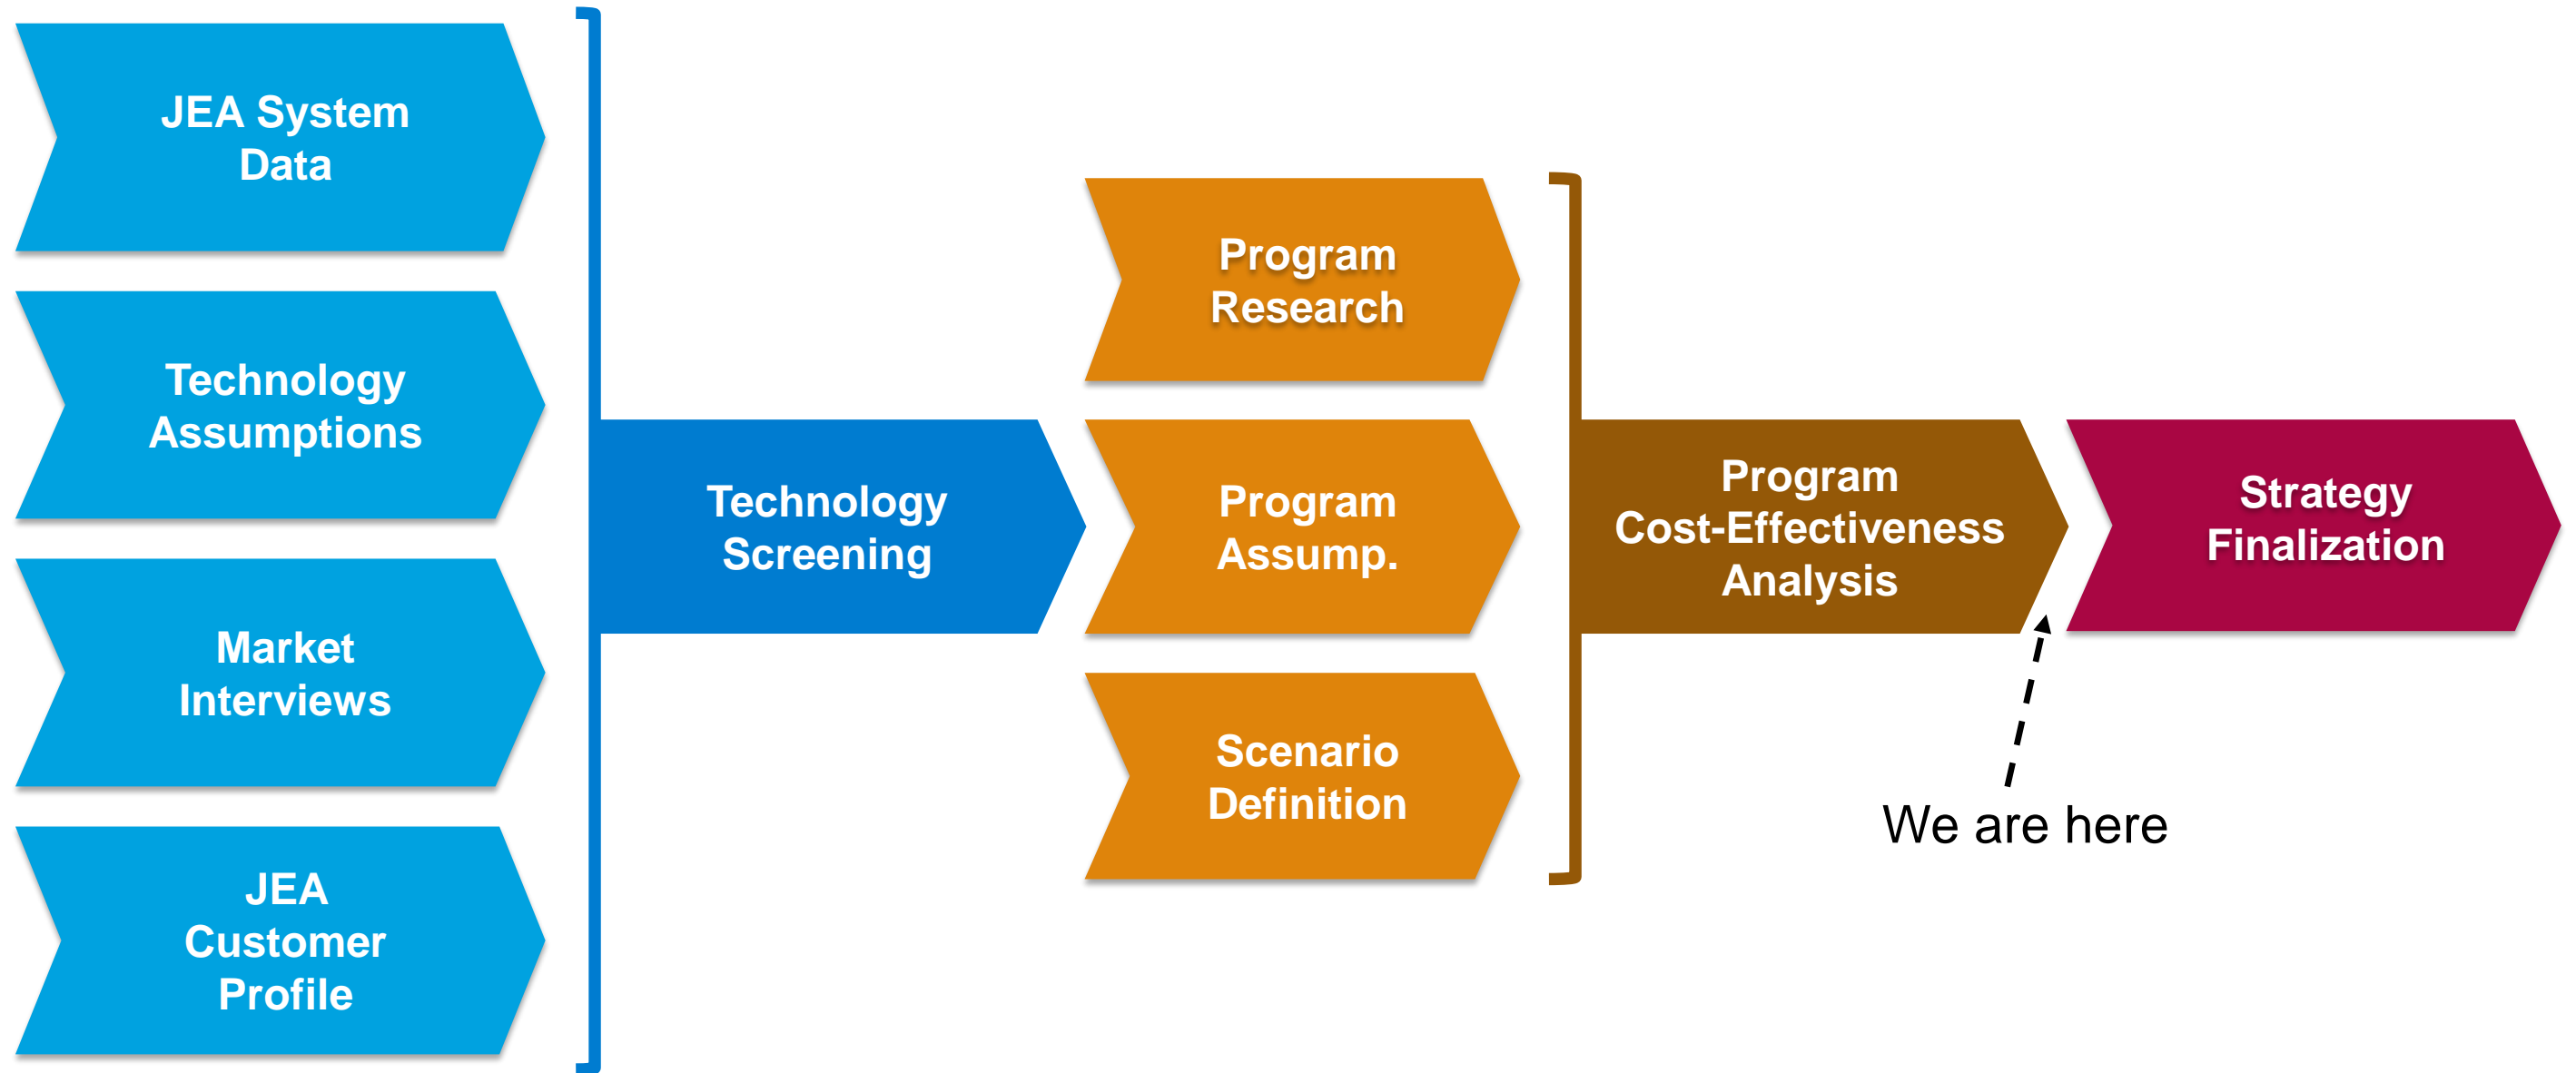 JEA System
Data
Technology
Assumptions
Market
Interviews
JEA
Customer
Profile
Technology
Screening
Program
Research
Program
Assump.
Scenario
Definition
Program
Cost-Effectiveness
Analysis
Strategy
Finalization
We are here